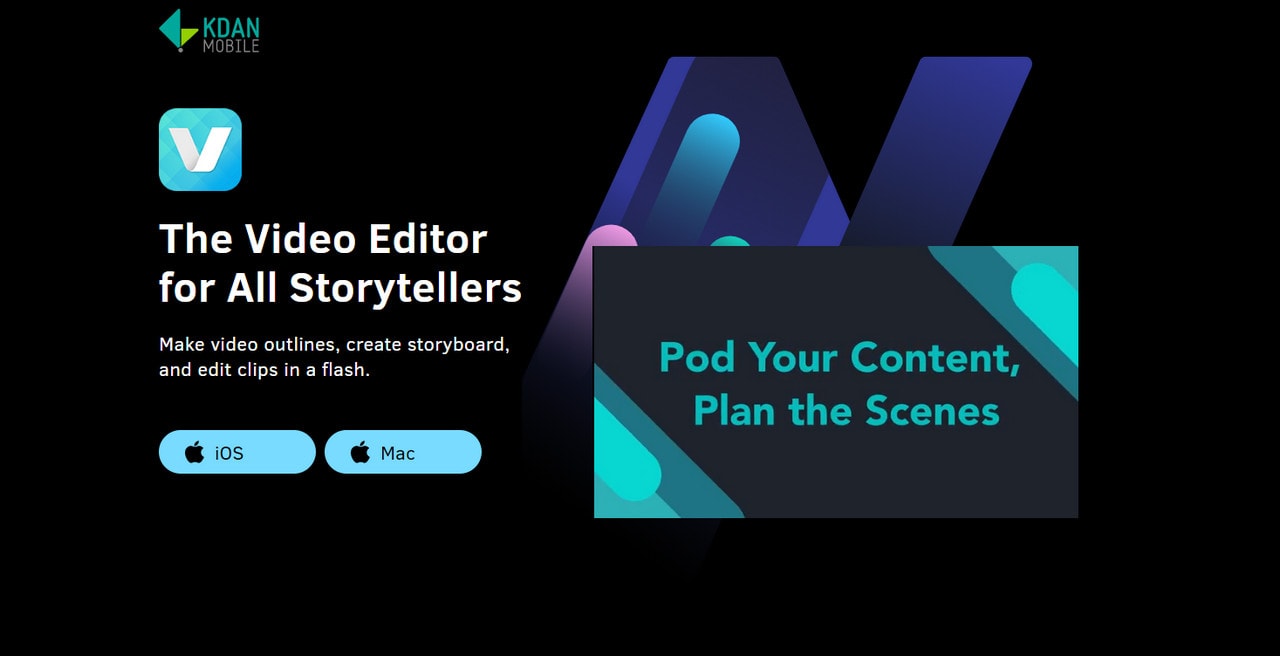 KDAN
MOBILE
The Video Editor
for All Storytellers
Make video outlines, create storyboard,
and edit clips in a flash.
iOS
Mac
Pod Your Content,
Plan the Scenes